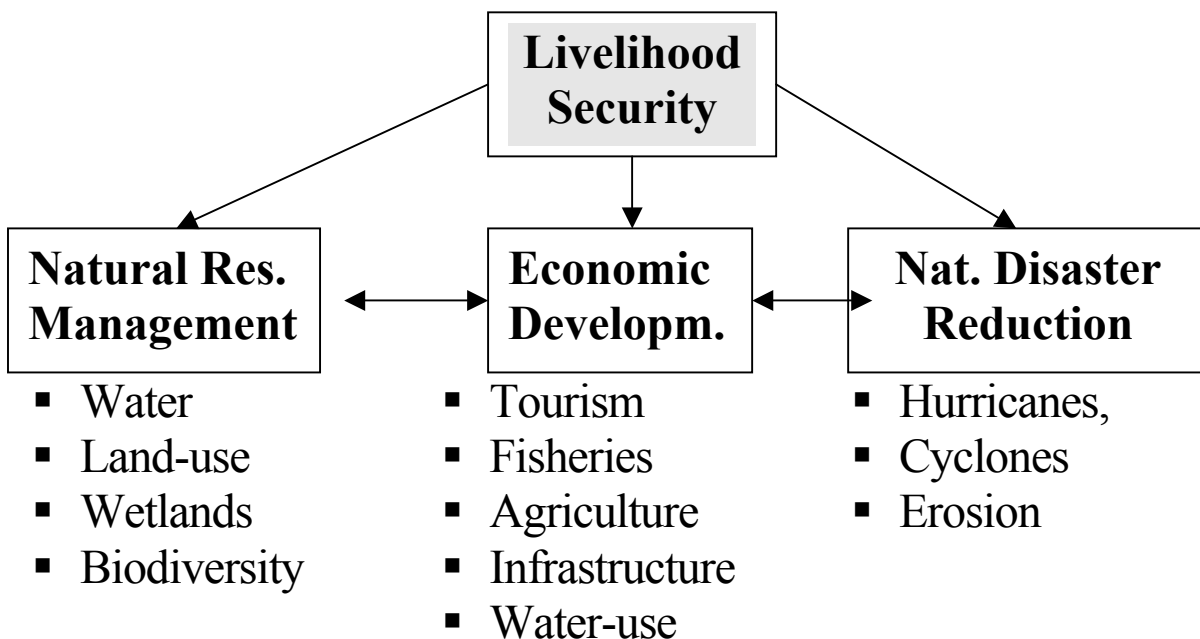 Livelihood
Security
Natural Res.
Management
Economic
Developm.
Nat. Disaster
Reduction
▪ Water
▪ Land-use
▪ Wetlands
▪ Biodiversity
▪ Tourism
▪ Fisheries
▪ Agriculture
▪ Infrastructure
▪ Water-use
▪ Hurricanes,
▪ Cyclones
▪ Erosion